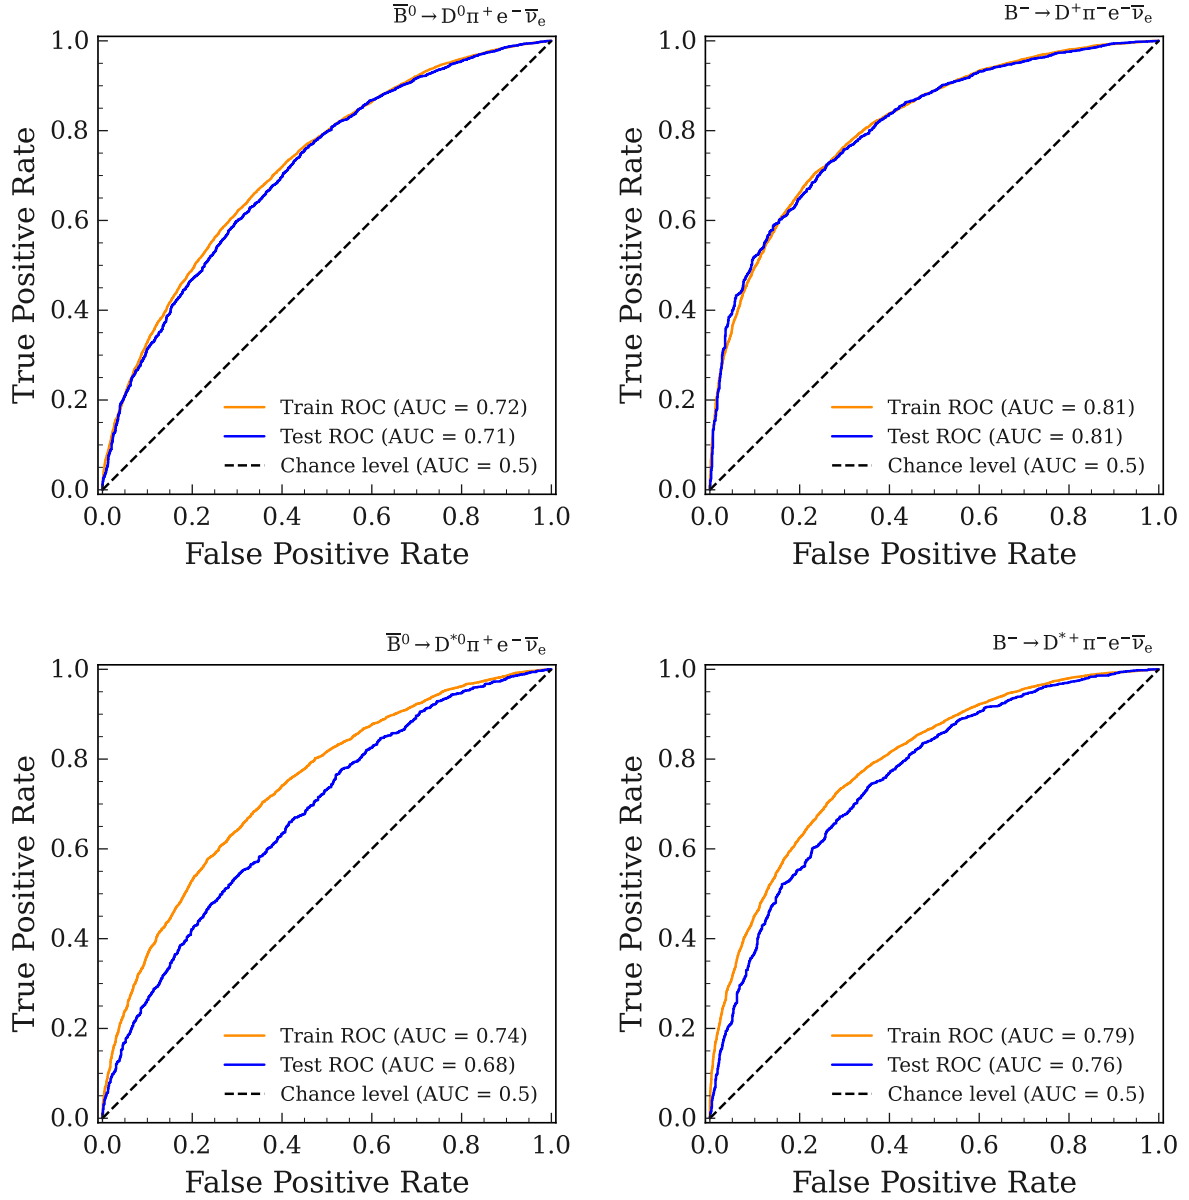 B̅⁰ → D⁰π⁺e⁻ν̅ₑ
1.0
0.8
0.6
0.4
0.2
0.0
True Positive Rate
Train ROC (AUC = 0.72)
Test ROC (AUC = 0.71)
Chance level (AUC = 0.5)
0.0 0.2 0.4 0.6 0.8 1.0
False Positive Rate
B⁻ → D⁺π⁻e⁻ν̅ₑ
1.0
0.8
0.6
0.4
0.2
0.0
True Positive Rate
Train ROC (AUC = 0.81)
Test ROC (AUC = 0.81)
Chance level (AUC = 0.5)
0.0 0.2 0.4 0.6 0.8 1.0
False Positive Rate
B̅⁰ → D*⁰π⁺e⁻ν̅ₑ
1.0
0.8
0.6
0.4
0.2
0.0
True Positive Rate
Train ROC (AUC = 0.74)
Test ROC (AUC = 0.68)
Chance level (AUC = 0.5)
0.0 0.2 0.4 0.6 0.8 1.0
False Positive Rate
B⁻ → D*⁺π⁻e⁻ν̅ₑ
1.0
0.8
0.6
0.4
0.2
0.0
True Positive Rate
Train ROC (AUC = 0.79)
Test ROC (AUC = 0.76)
Chance level (AUC = 0.5)
0.0 0.2 0.4 0.6 0.8 1.0
False Positive Rate